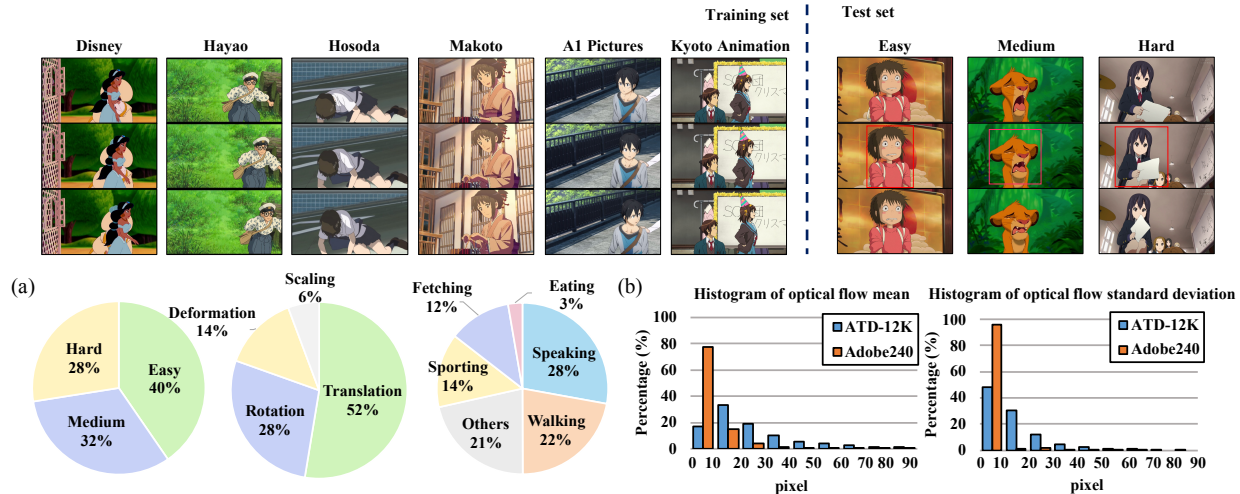 Training set
Test set
Disney
Hayao
Hosoda
Makoto
A1 Pictures
Kyoto Animation
Easy
Medium
Hard
(a)
Hard
28%
Easy
40%
Medium
32%
Scaling
6%
Deformation
14%
Rotation
28%
Translation
52%
Fetching
12%
Eating
3%
Sporting
14%
Speaking
28%
Others
21%
Walking
22%
(b)
Histogram of optical flow mean
Percentage (%)
100
80
60
40
20
0
ATD-12K
Adobe240
0 10 20 30 40 50 60 70 80 90
pixel
Histogram of optical flow standard deviation
Percentage (%)
100
80
60
40
20
0
ATD-12K
Adobe240
0 10 20 30 40 50 60 70 80 90
pixel